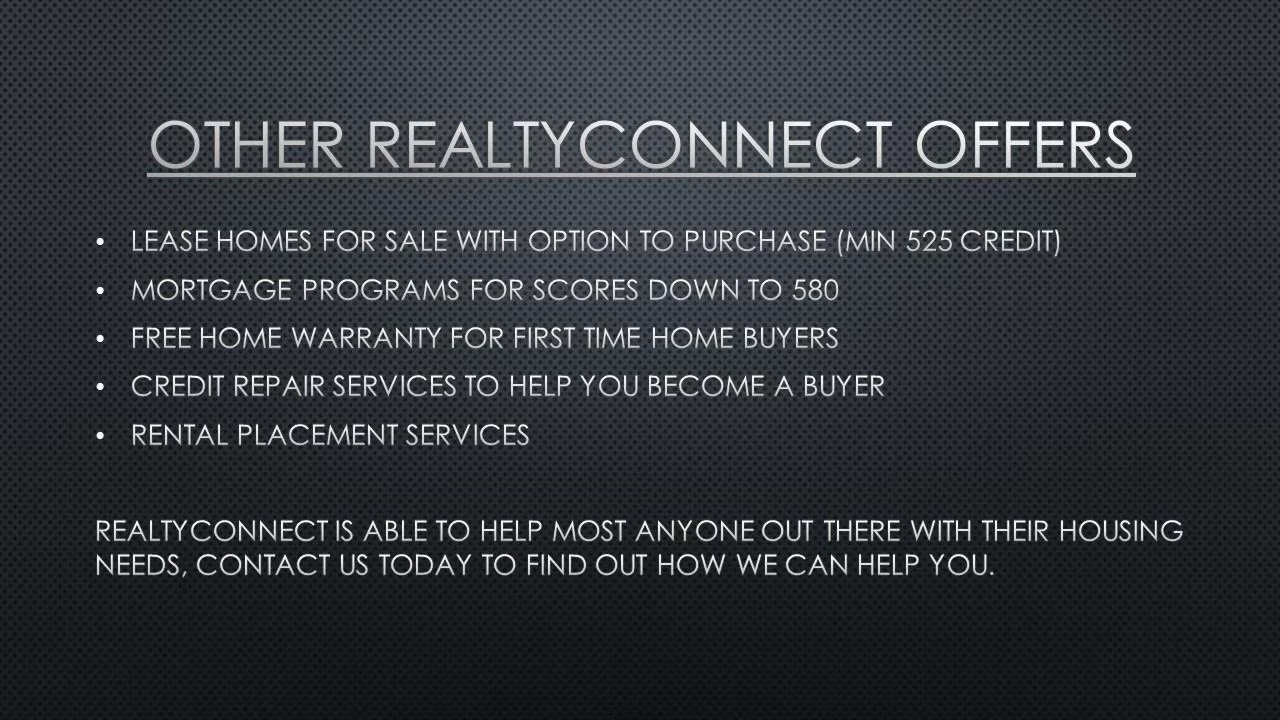 OTHER REALTYCONNECT OFFERS
• LEASE HOMES FOR SALE WITH OPTION TO PURCHASE (MIN 525 CREDIT)
• MORTGAGE PROGRAMS FOR SCORES DOWN TO 580
• FREE HOME WARRANTY FOR FIRST TIME HOME BUYERS
• CREDIT REPAIR SERVICES TO HELP YOU BECOME A BUYER
• RENTAL PLACEMENT SERVICES
REALTYCONNECT IS ABLE TO HELP MOST ANYONE OUT THERE WITH THEIR HOUSING
NEEDS, CONTACT US TODAY TO FIND OUT HOW WE CAN HELP YOU.